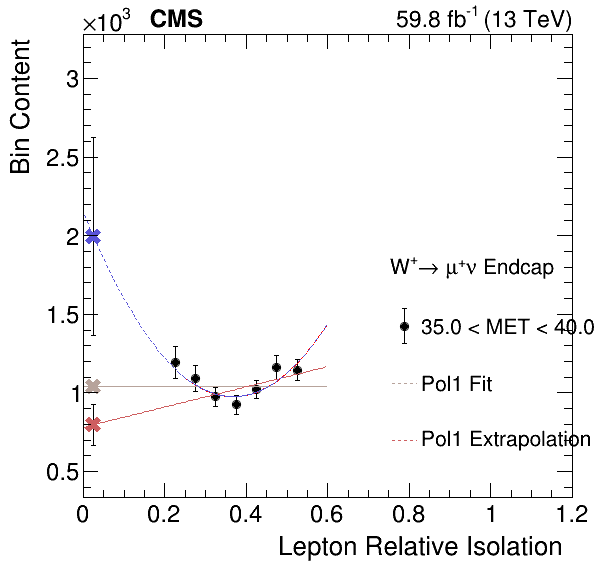 ×10³ CMS 59.8 fb⁻¹ (13 TeV)
Bin Content
3
2.5
2
1.5
1
0.5
W⁺→ μ⁺ν Endcap
35.0 < MET < 40.0
Pol1 Fit
Pol1 Extrapolation
0 0.2 0.4 0.6 0.8 1 1.2
Lepton Relative Isolation